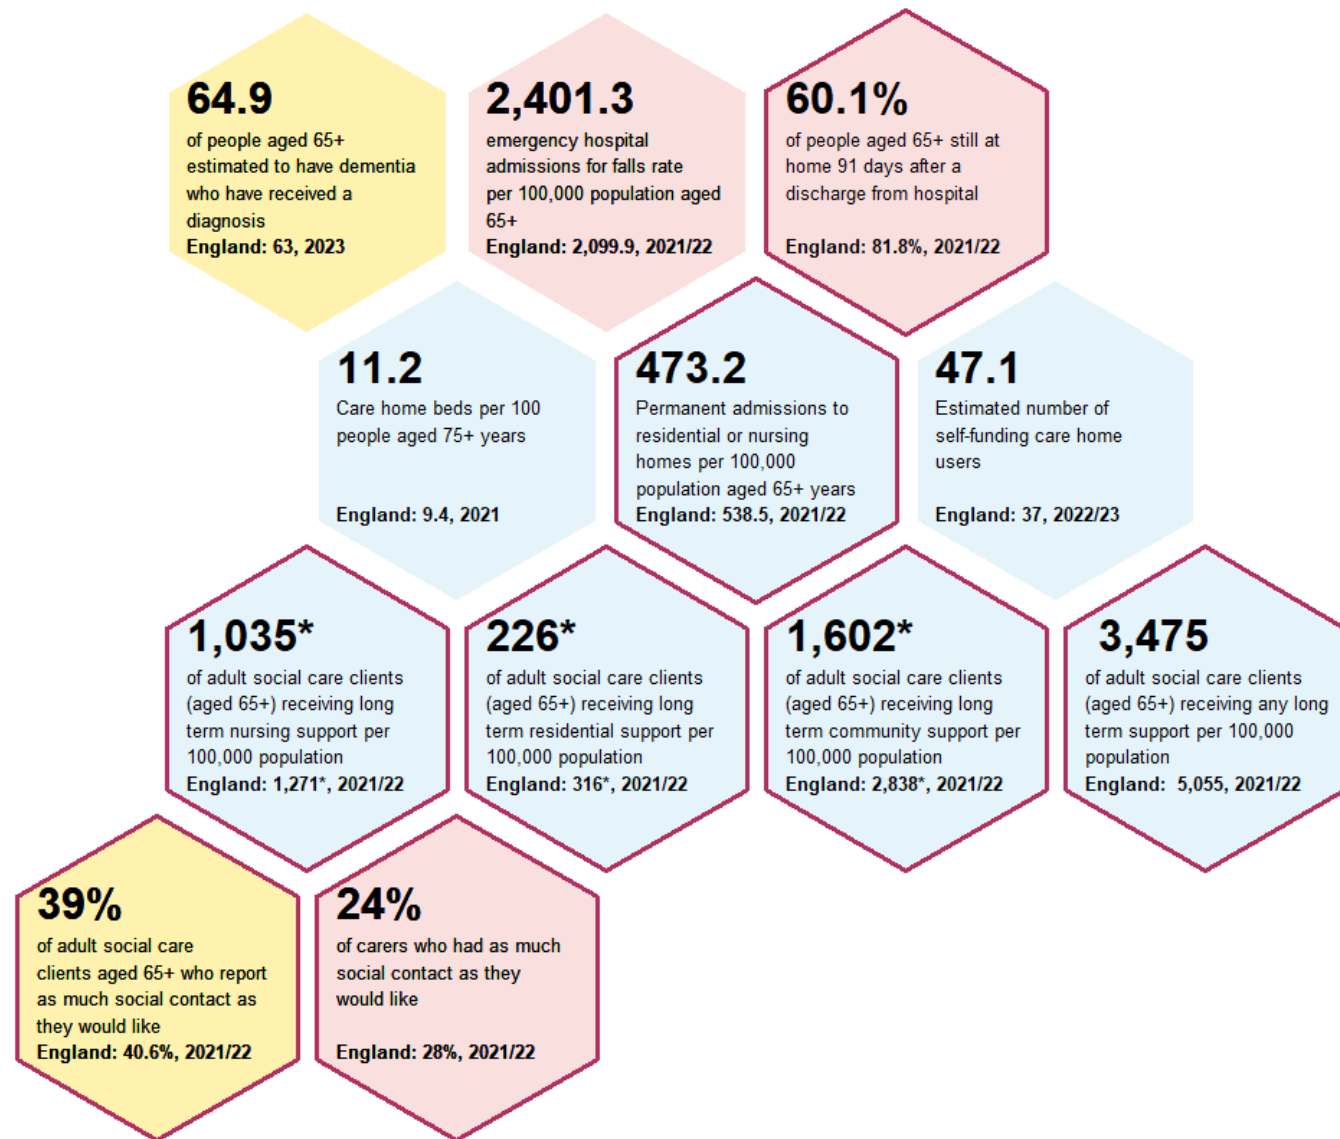 64.9
of people aged 65+
estimated to have dementia
who have received a
diagnosis
England: 63, 2023
2,401.3
emergency hospital
admissions for falls rate
per 100,000 population aged
65+
England: 2,099.9, 2021/22
60.1%
of people aged 65+ still at
home 91 days after a
discharge from hospital
England: 81.8%, 2021/22
11.2
Care home beds per 100
people aged 75+ years
England: 9.4, 2021
473.2
Permanent admissions to
residential or nursing
homes per 100,000
population aged 65+ years
England: 538.5, 2021/22
47.1
Estimated number of
self-funding care home
users
England: 37, 2022/23
1,035*
of adult social care clients
(aged 65+) receiving long
term nursing support per
100,000 population
England: 1,271*, 2021/22
226*
of adult social care clients
(aged 65+) receiving long
term residential support per
100,000 population
England: 316*, 2021/22
1,602*
of adult social care clients
(aged 65+) receiving long
term community support per
100,000 population
England: 2,838*, 2021/22
3,475
of adult social care clients
(aged 65+) receiving any long
term support per 100,000
population
England: 5,055, 2021/22
39%
of adult social care
clients aged 65+ who report
as much social contact as
they would like
England: 40.6%, 2021/22
24%
of carers who had as much
social contact as they
would like
England: 28%, 2021/22